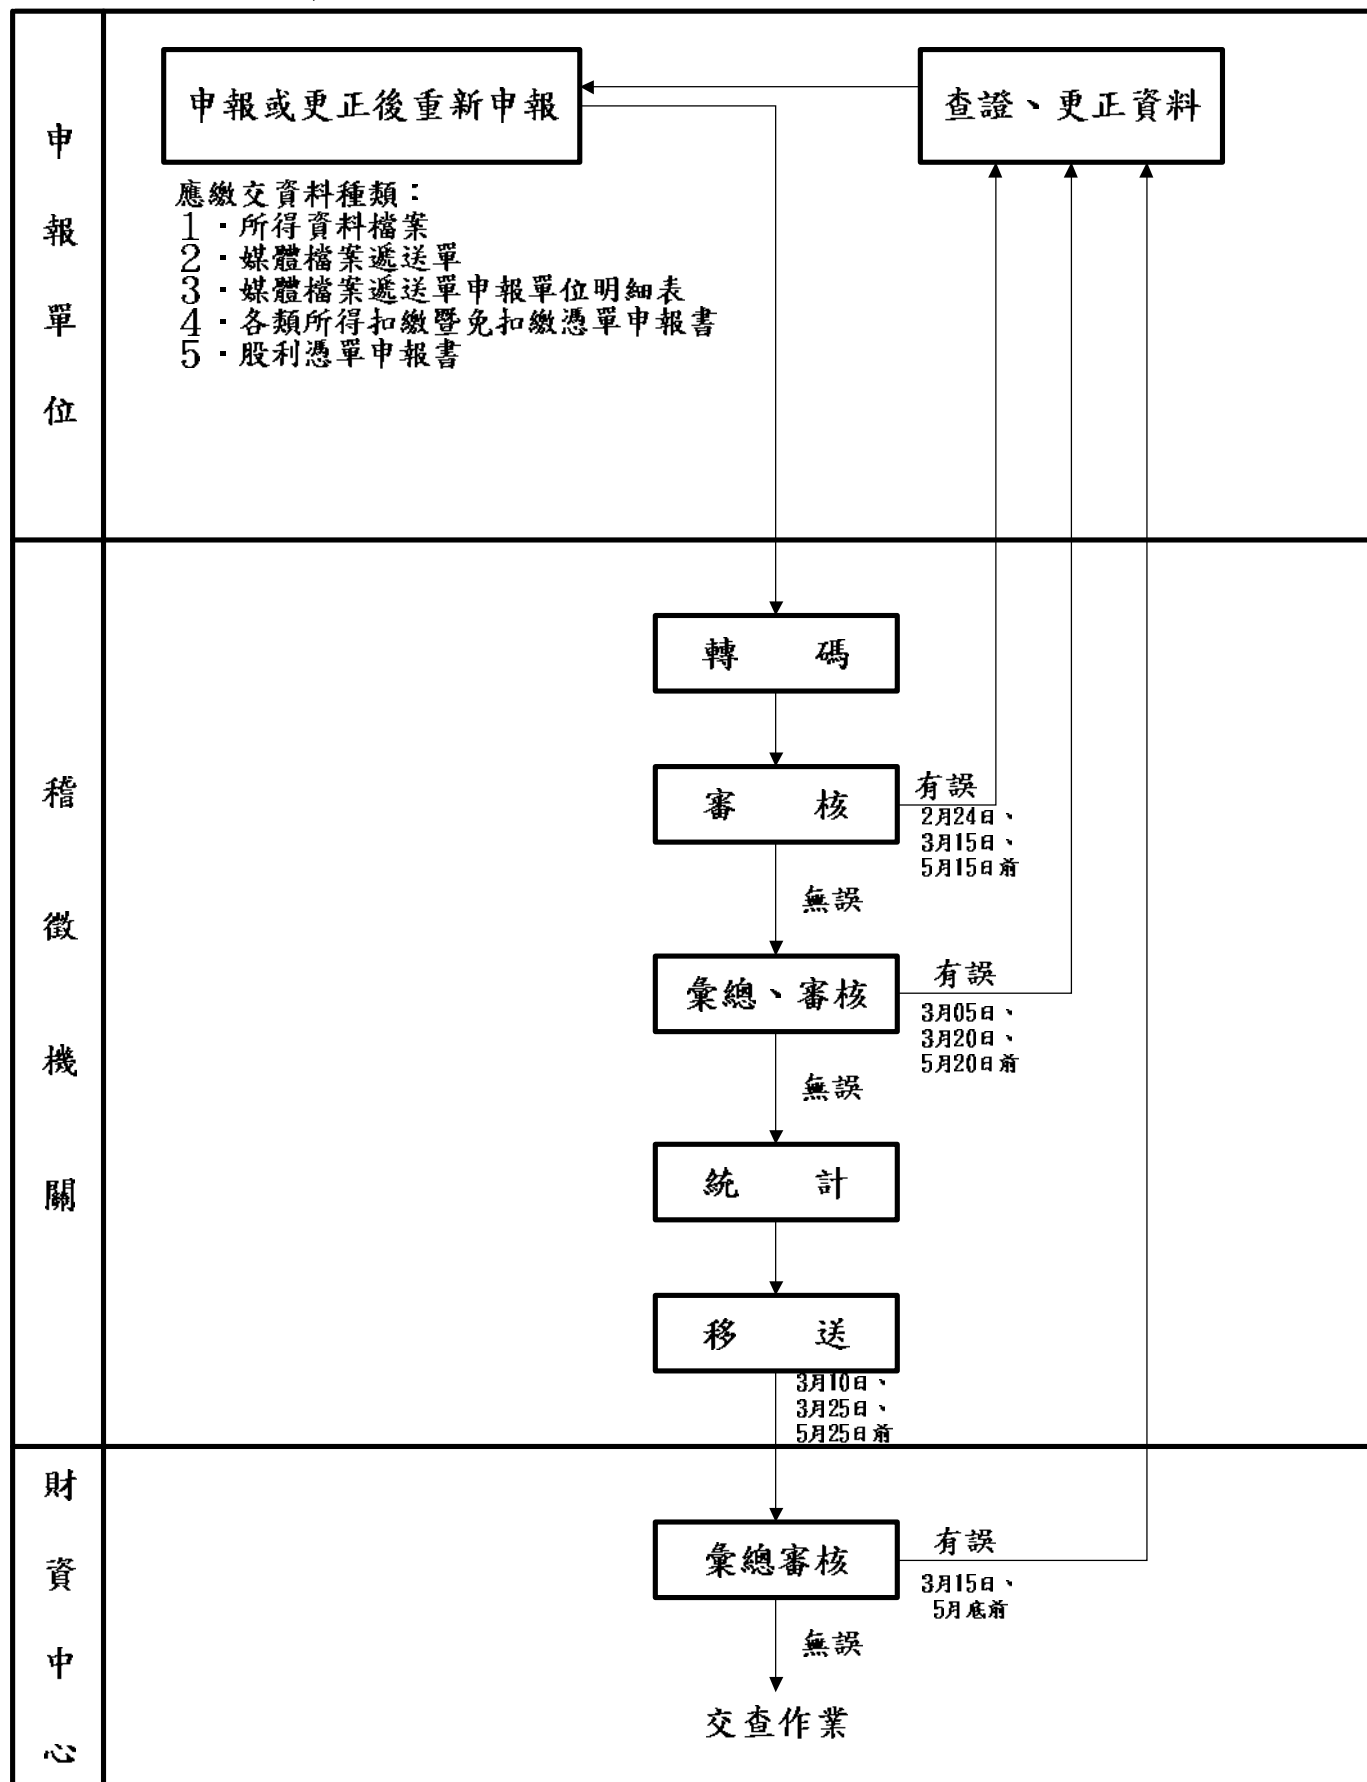 申報單位
申報或更正後重新申報
查證、更正資料
應繳交資料種類：
1．所得資料檔案
2．媒體檔案遞送單
3．媒體檔案遞送單申報單位明細表
4．各類所得扣繳暨免扣繳憑單申報書
5．股利憑單申報書
稽徵機關
轉　碼
審　核
有誤
2月24日、
3月15日、
5月15日前
無誤
彙總、審核
有誤
3月05日、
3月20日、
5月20日前
無誤
統　計
移　送
3月10日、
3月25日、
5月25日前
財資中心
彙總審核
有誤
3月15日、
5月底前
無誤
交查作業